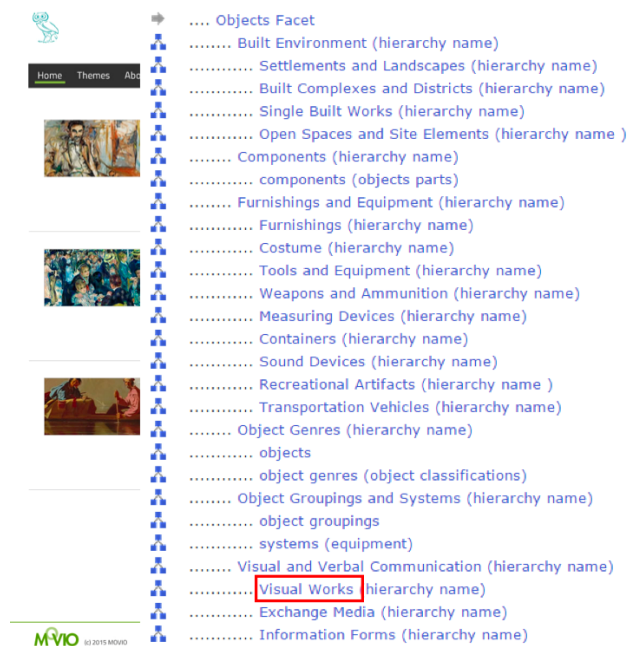 Home Themes Abo
MOVIO (c) 2015 MOVIO
.... Objects Facet
........ Built Environment (hierarchy name)
............ Settlements and Landscapes (hierarchy name)
............ Built Complexes and Districts (hierarchy name)
............ Single Built Works (hierarchy name)
............ Open Spaces and Site Elements (hierarchy name )
........ Components (hierarchy name)
............ components (objects parts)
........ Furnishings and Equipment (hierarchy name)
............ Furnishings (hierarchy name)
............ Costume (hierarchy name)
............ Tools and Equipment (hierarchy name)
............ Weapons and Ammunition (hierarchy name)
............ Measuring Devices (hierarchy name)
............ Containers (hierarchy name)
............ Sound Devices (hierarchy name)
............ Recreational Artifacts (hierarchy name )
............ Transportation Vehicles (hierarchy name)
........ Object Genres (hierarchy name)
............ objects
............ object genres (object classifications)
........ Object Groupings and Systems (hierarchy name)
............ object groupings
............ systems (equipment)
........ Visual and Verbal Communication (hierarchy name)
............ Visual Works (hierarchy name)
............ Exchange Media (hierarchy name)
............ Information Forms (hierarchy name)